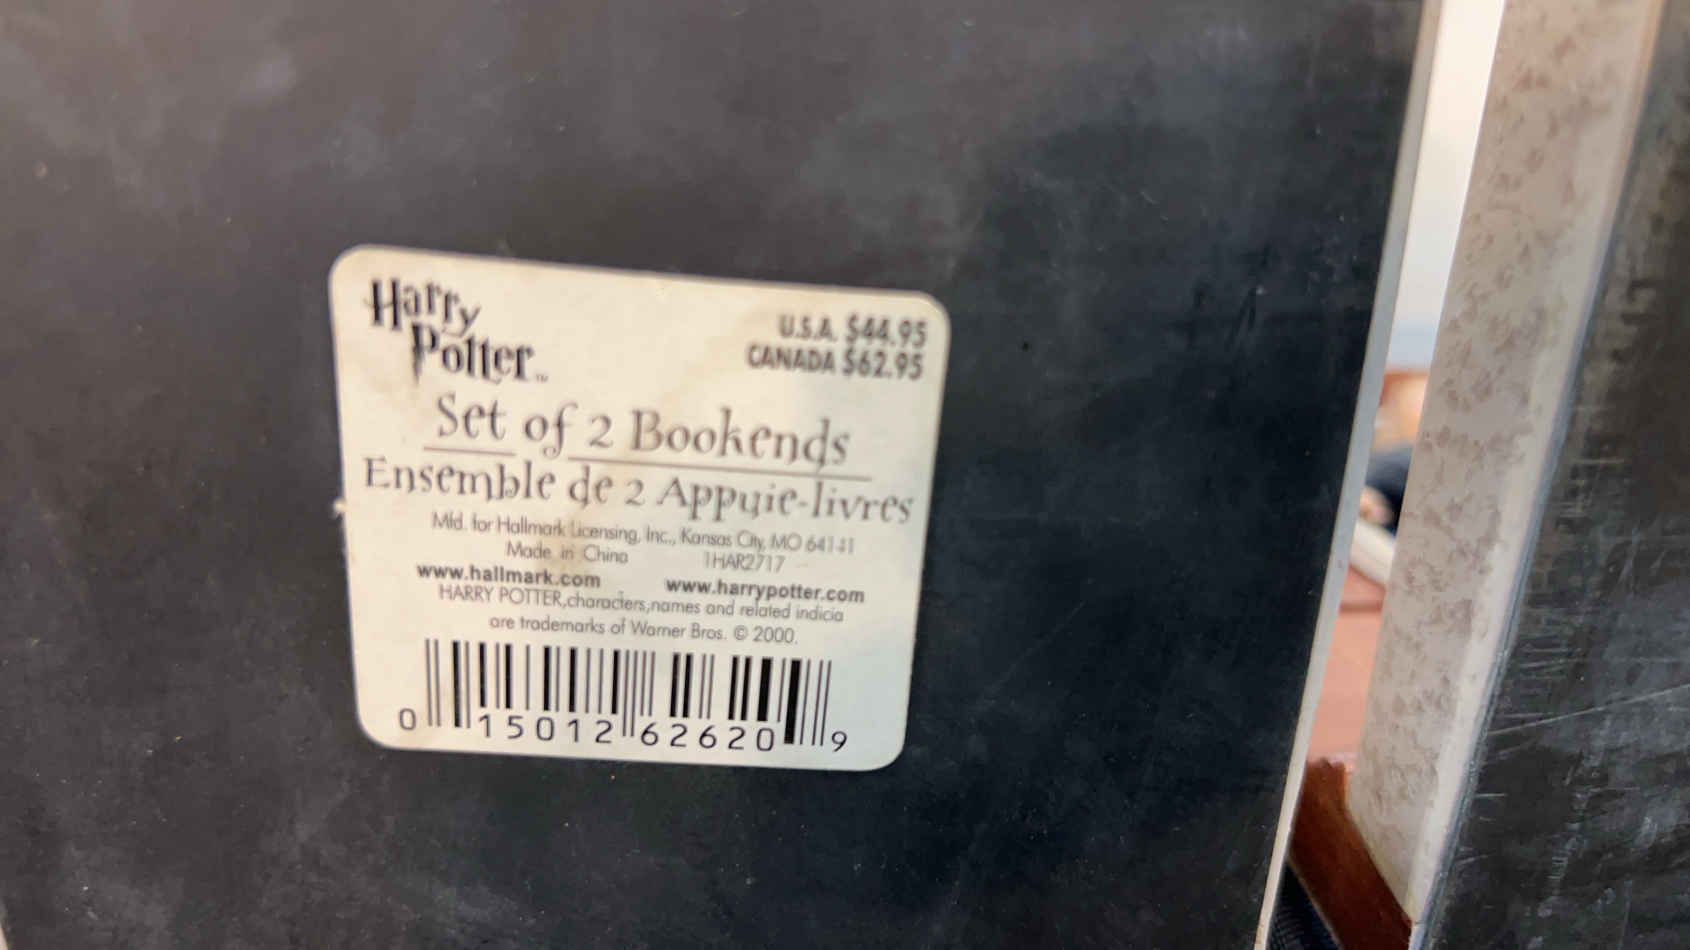 Harry
Potter™
U.S.A. $44.95
CANADA $62.95
Set of 2 Bookends
Ensemble de 2 Appuie-livres
Mfd. for Hallmark Licensing, Inc., Kansas City, MO 64141
Made in China 1HAR2717
www.hallmark.com www.harrypotter.com
HARRY POTTER,characters,names and related indicia
are trademarks of Warner Bros. © 2000.
0 15012 62620 9